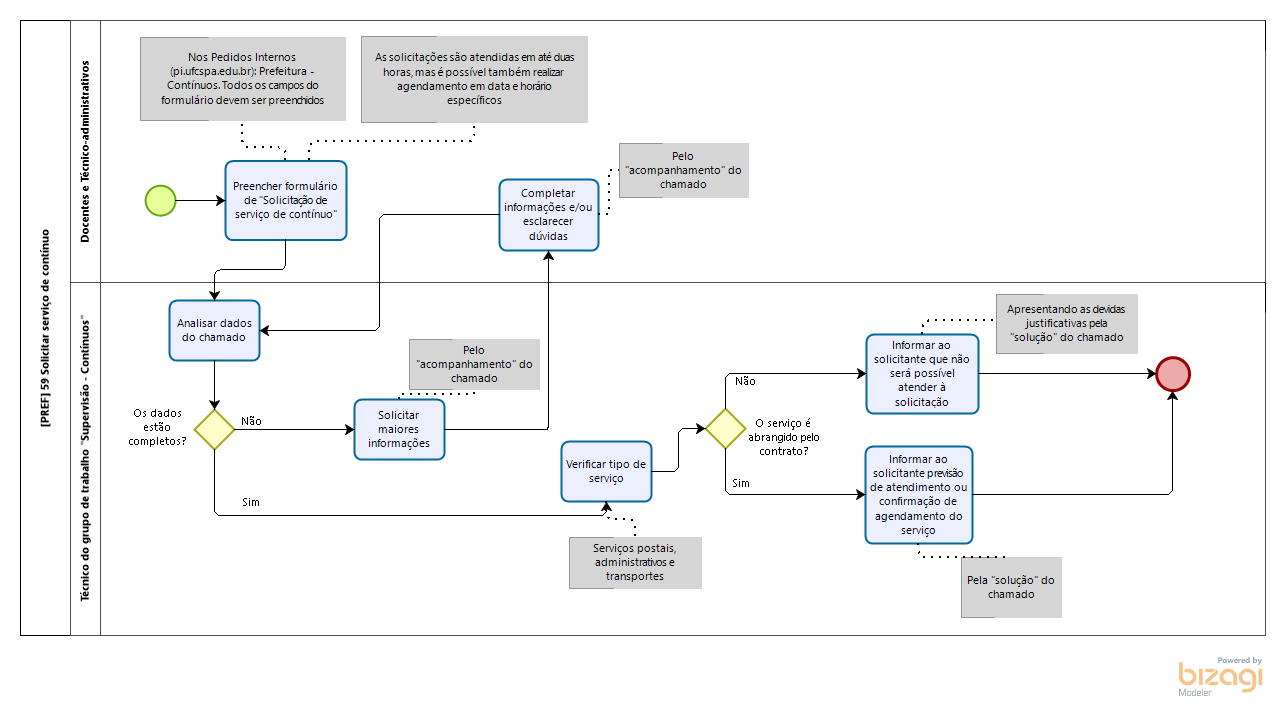 [PREF] 59 Solicitar serviço de contínuo
Docentes e Técnico-administrativos
Nos Pedidos Internos
(pi.ufcspa.edu.br): Prefeitura -
Contínuos. Todos os campos do
formulário devem ser preenchidos
As solicitações são atendidas em até duas
horas, mas é possível também realizar
agendamento em data e horário
específicos
Preencher formulário
de "Solicitação de
serviço de contínuo"
Completar
informações e/ou
esclarecer
dúvidas
Pelo
"acompanhamento" do
chamado
Técnico do grupo de trabalho "Supervisão - Contínuos"
Analisar dados
do chamado
Os dados
estão
completos?
Não
Sim
Pelo
"acompanhamento" do
chamado
Solicitar
maiores
informações
Verificar tipo de
serviço
Serviços postais,
administrativos e
transportes
O serviço é
abrangido pelo
contrato?
Não
Sim
Apresentando as devidas
justificativas pela
"solução" do chamado
Informar ao
solicitante que não
será possível
atender à
solicitação
Informar ao
solicitante previsão
de atendimento ou
confirmação de
agendamento do
serviço
Pela "solução" do
chamado
Powered by
bizagi
Modeler